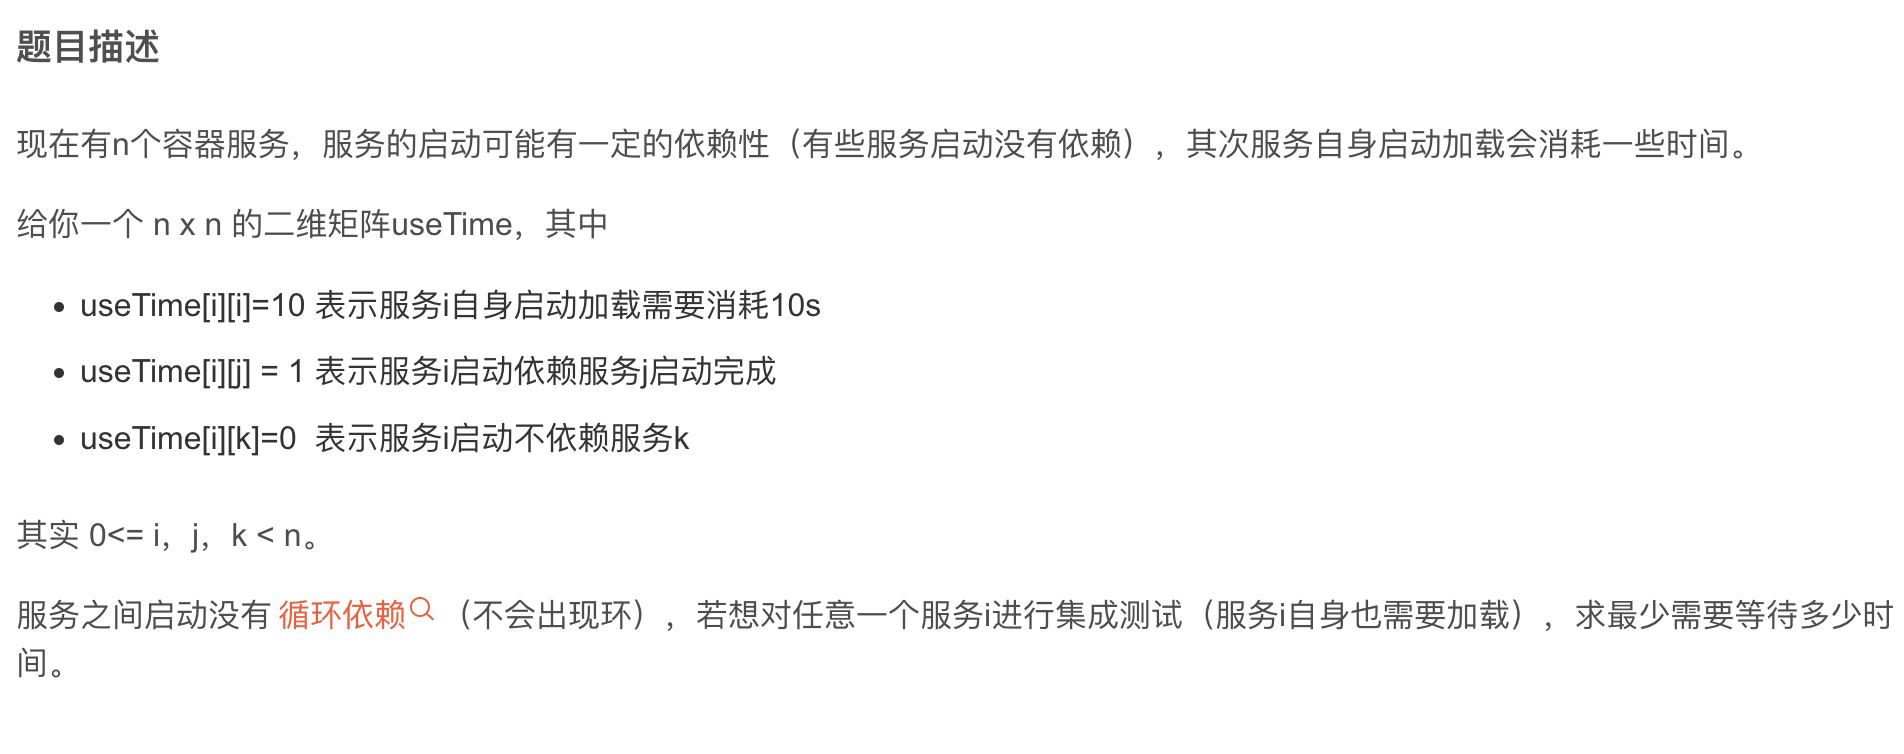 题目描述
现在有n个容器服务，服务的启动可能有一定的依赖性（有些服务启动没有依赖），其次服务自身启动加载会消耗一些时间。
给你一个 n x n 的二维矩阵useTime，其中
• useTime[i][i]=10 表示服务i自身启动加载需要消耗10s
• useTime[i][j] = 1 表示服务i启动依赖服务j启动完成
• useTime[i][k]=0 表示服务i启动不依赖服务k
其实 0<= i，j，k < n。
服务之间启动没有 循环依赖（不会出现环），若想对任意一个服务i进行集成测试（服务i自身也需要加载），求最少需要等待多少时
间。